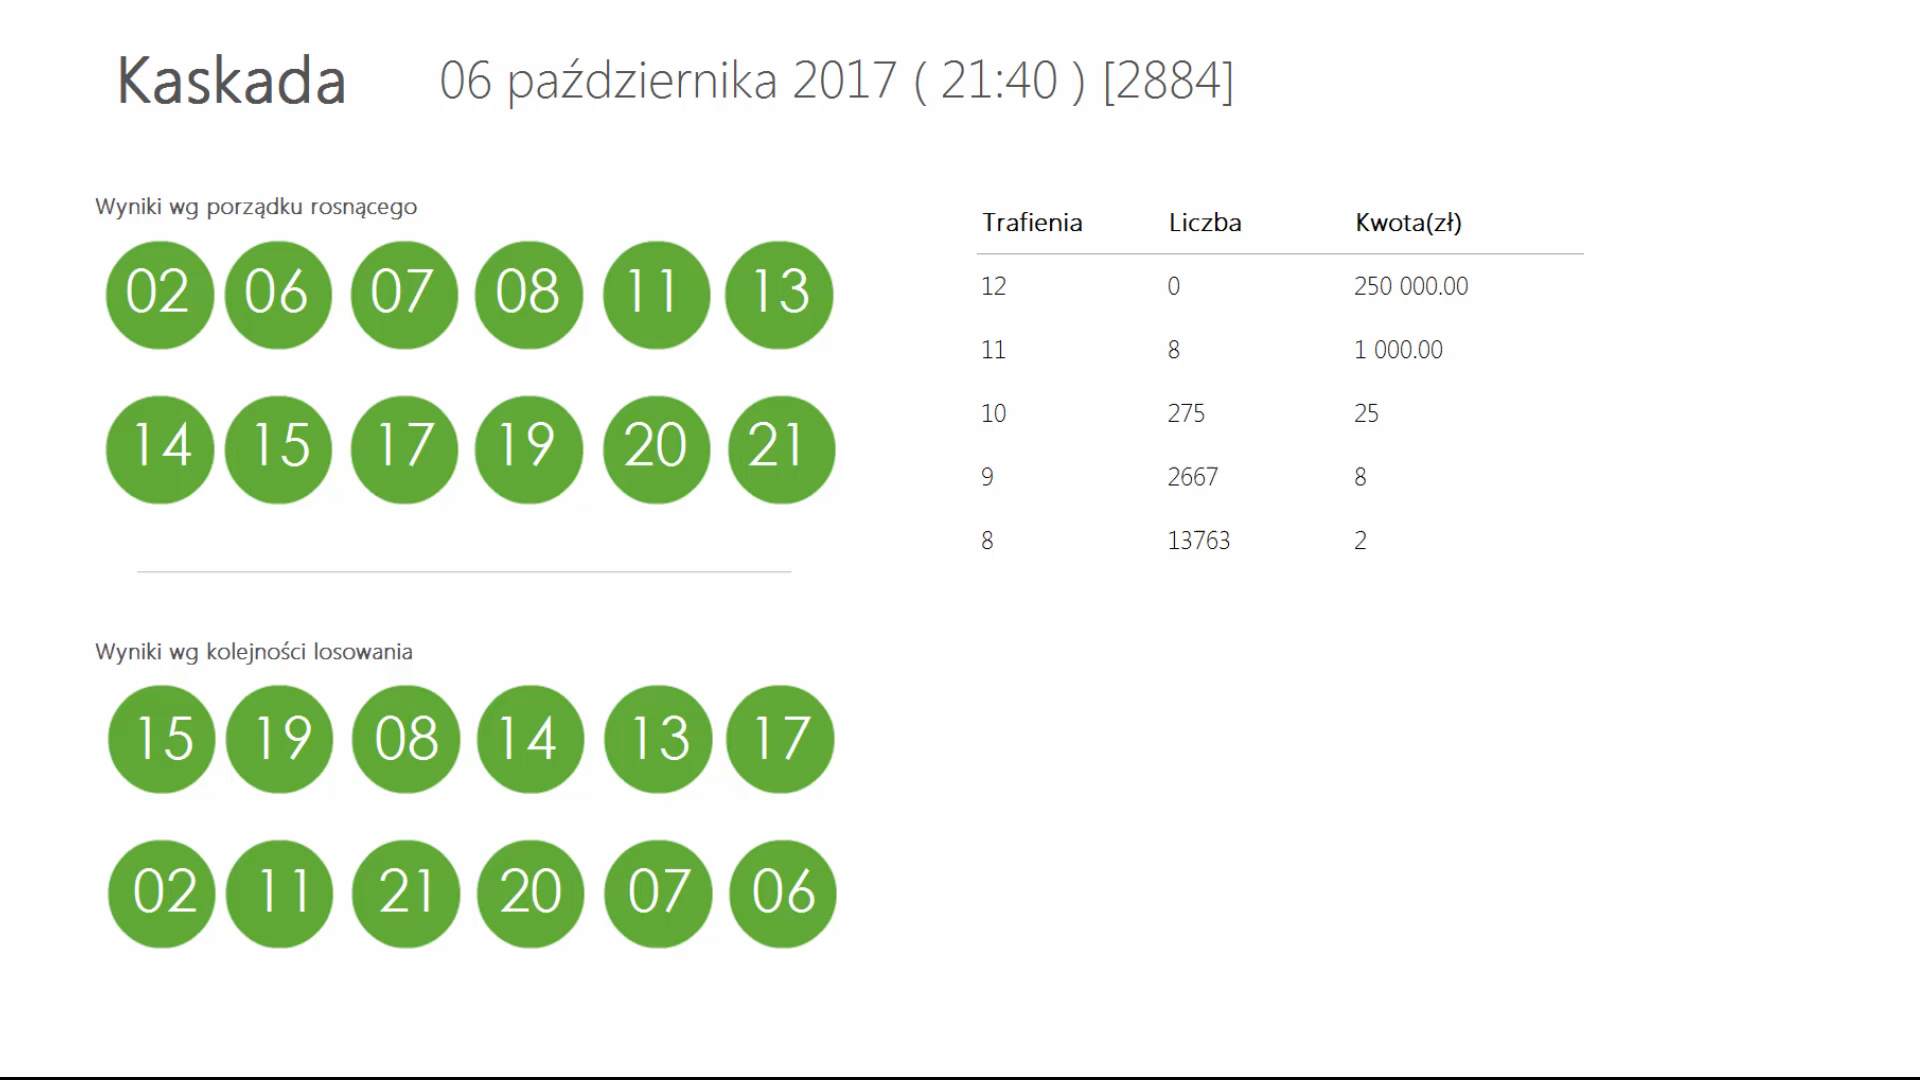 Kaskada 06 października 2017 ( 21:40 ) [2884]
Wyniki wg porządku rosnącego
02 06 07 08 11 13
14 15 17 19 20 21
Wyniki wg kolejności losowania
15 19 08 14 13 17
02 11 21 20 07 06
Trafienia Liczba Kwota(zł)
12 0 250 000.00
11 8 1 000.00
10 275 25
9 2667 8
8 13763 2